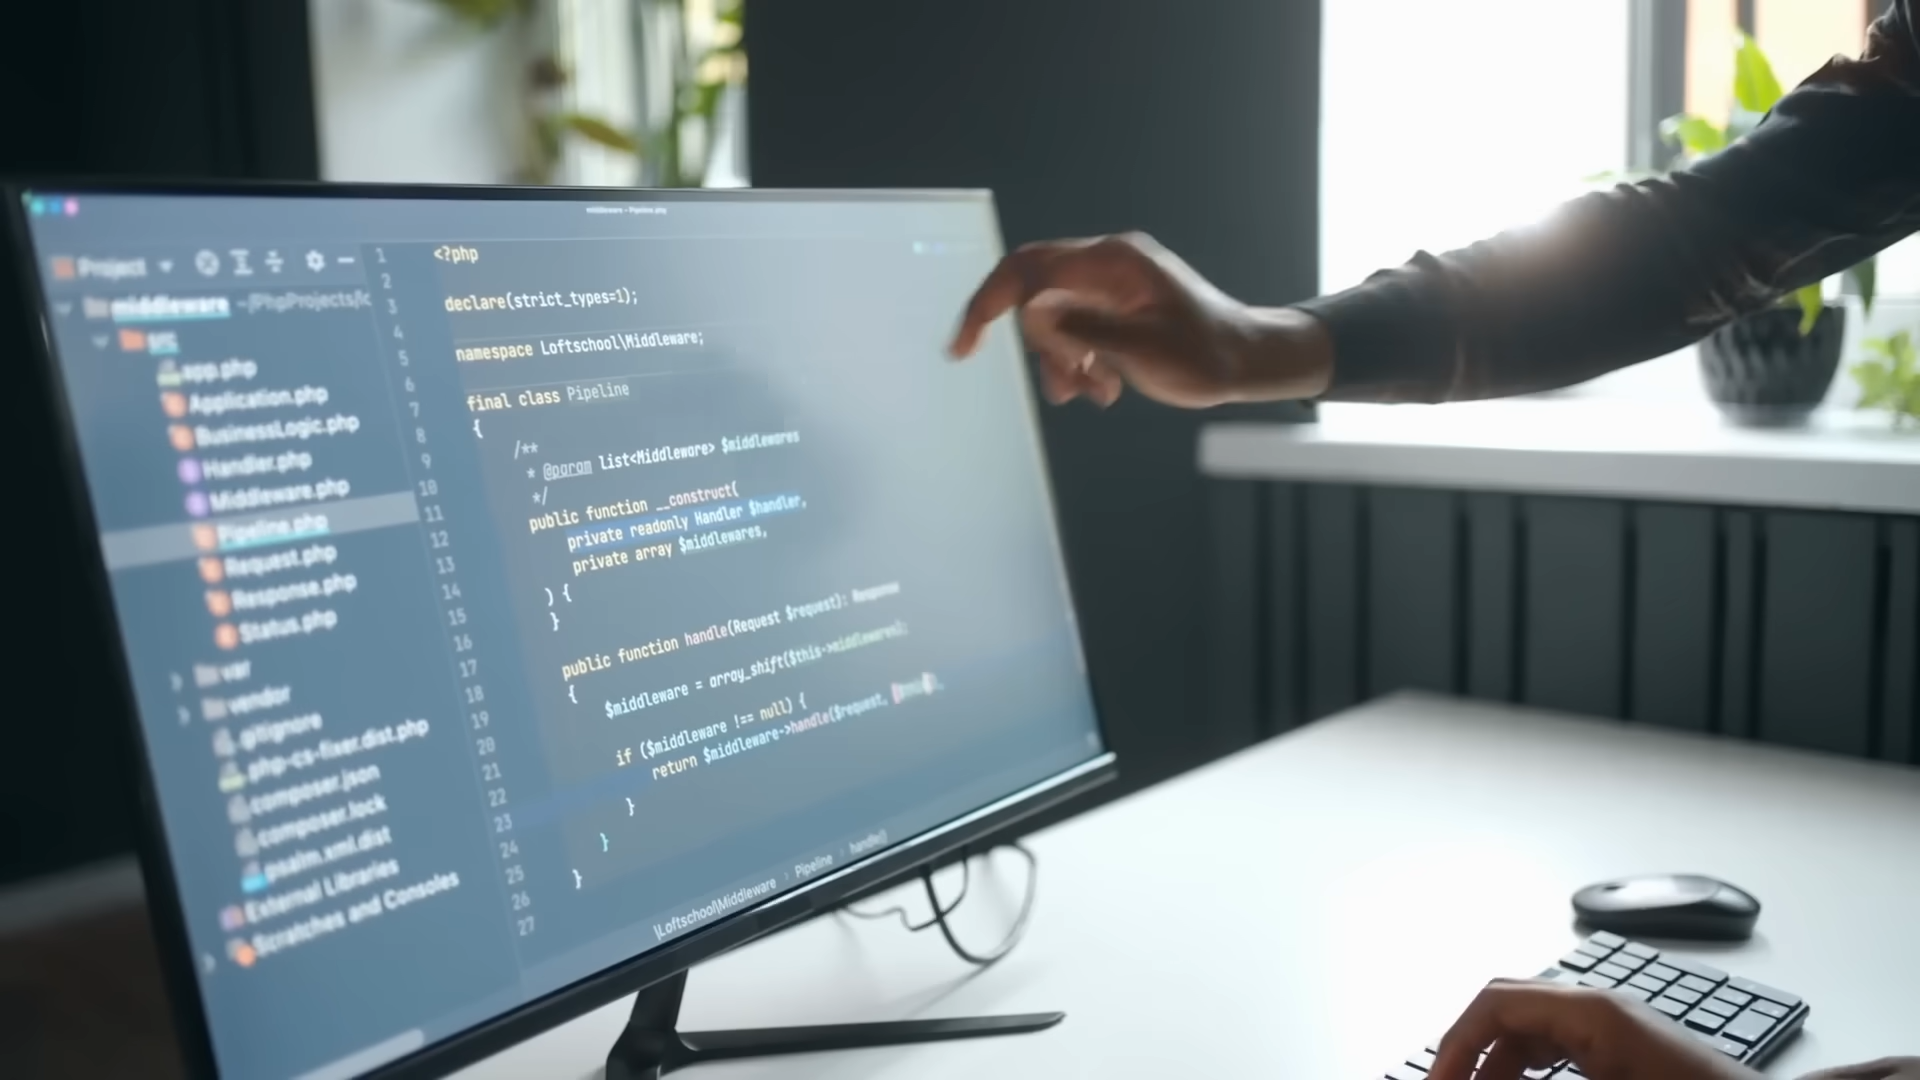 middleware – Pipeline.php
Project
middleware ~/PhpProjects/lc
src
app.php
Application.php
BusinessLogic.php
Handler.php
Middleware.php
Pipeline.php
Request.php
Response.php
Status.php
var
vendor
.gitignore
php-cs-fixer.dist.php
composer.json
composer.lock
psalm.xml.dist
External Libraries
Scratches and Consoles
1
2
3
4
5
6
7
8
9
10
11
12
13
14
15
16
17
18
19
20
21
22
23
24
25
26
27
<?php
declare(strict_types=1);
namespace Loftschool\Middleware;
final class Pipeline
{
/**
* @param list<Middleware> $middlewares
*/
public function __construct(
private readonly Handler $handler,
private array $middlewares,
) {
}
public function handle(Request $request): Response
{
$middleware = array_shift($this->middlewares);
if ($middleware !== null) {
return $middleware->handle($request,
}
}
}
\Loftschool\Middleware › Pipeline › handle()